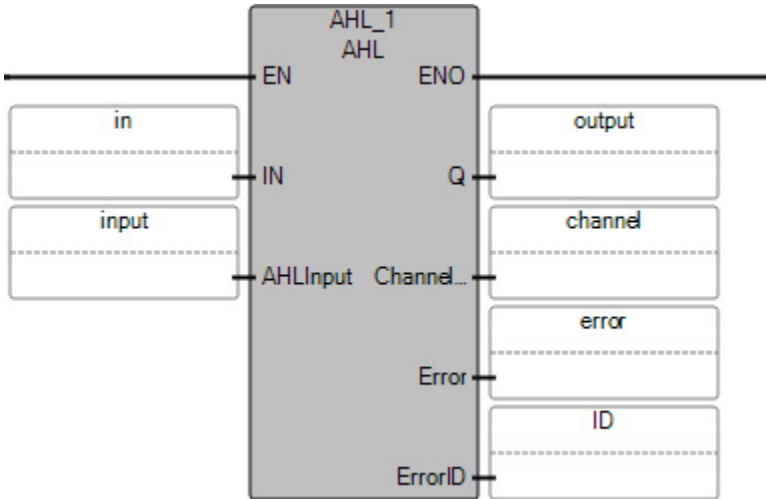 AHL_1
AHL
EN ENO
in output
IN Q
input channel
AHLInput Channel...
error
Error
ID
ErrorID